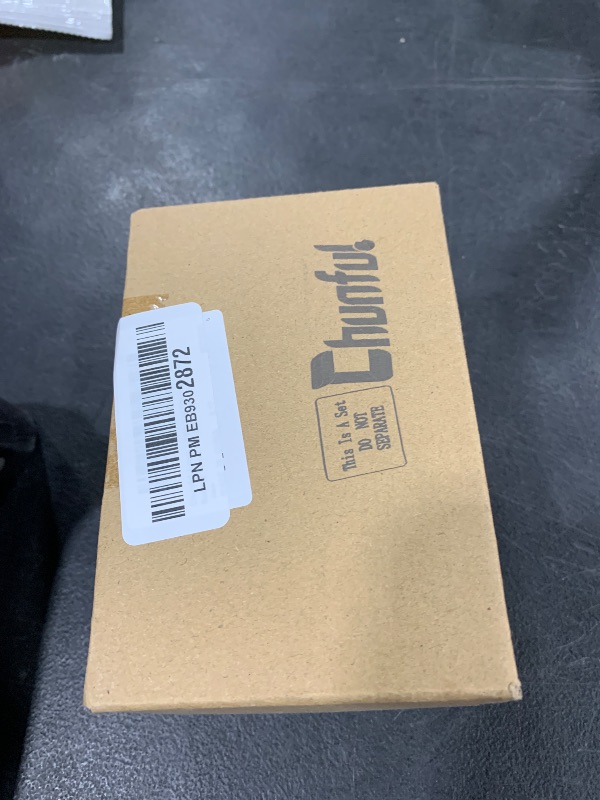 Chunful
This Is A Set
DO NOT
SEPARATE
LPN PM EB9302872